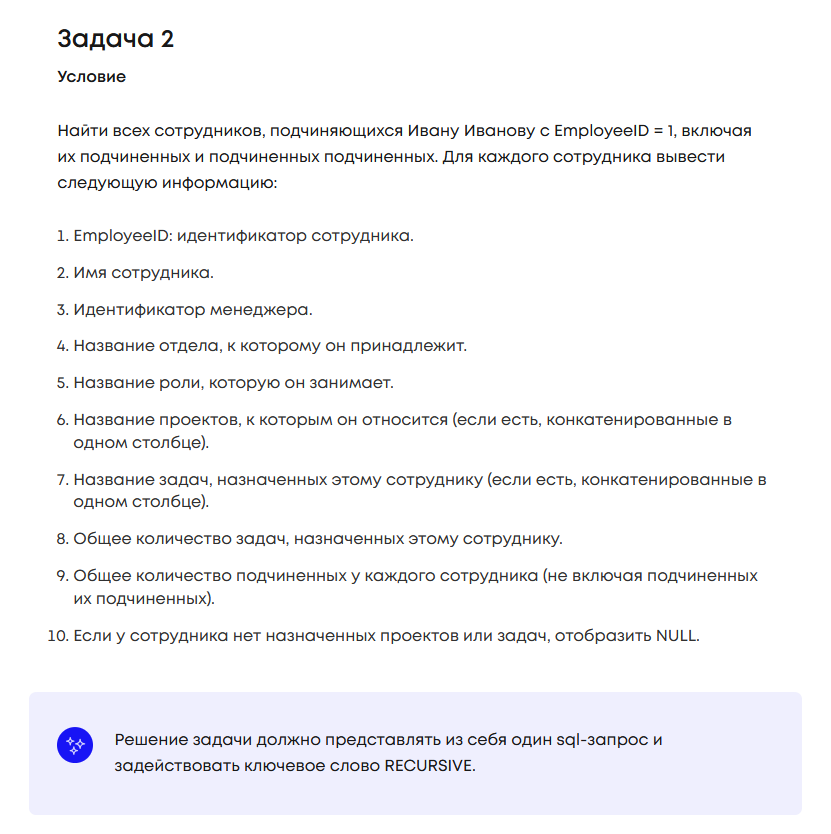 Задача 2
Условие
Найти всех сотрудников, подчиняющихся Ивану Иванову с EmployeeID = 1, включая
их подчиненных и подчиненных подчиненных. Для каждого сотрудника вывести
следующую информацию:
1. EmployeeID: идентификатор сотрудника.
2. Имя сотрудника.
3. Идентификатор менеджера.
4. Название отдела, к которому он принадлежит.
5. Название роли, которую он занимает.
6. Название проектов, к которым он относится (если есть, конкатенированные в
одном столбце).
7. Название задач, назначенных этому сотруднику (если есть, конкатенированные в
одном столбце).
8. Общее количество задач, назначенных этому сотруднику.
9. Общее количество подчиненных у каждого сотрудника (не включая подчиненных
их подчиненных).
10. Если у сотрудника нет назначенных проектов или задач, отобразить NULL.
Решение задачи должно представлять из себя один sql-запрос и
задействовать ключевое слово RECURSIVE.